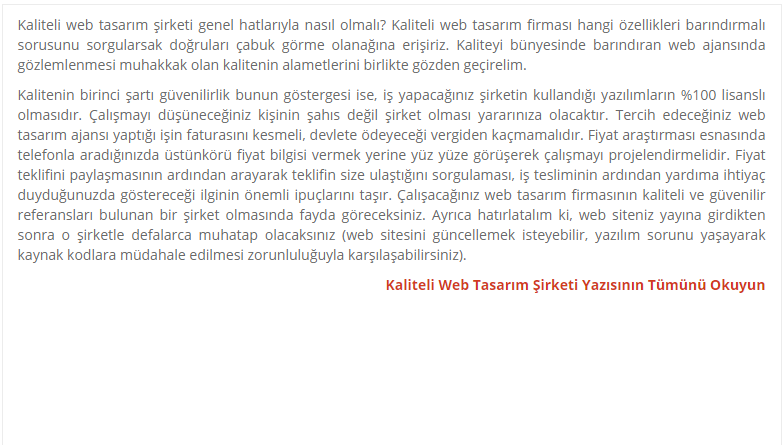 Kaliteli web tasarım şirketi genel hatlarıyla nasıl olmalı? Kaliteli web tasarım firması hangi özellikleri barındırmalı
sorusunu sorgularsak doğruları çabuk görme olanağına erişiriz. Kaliteyi bünyesinde barındıran web ajansında
gözlemlenmesi muhakkak olan kalitenin alametlerini birlikte gözden geçirelim.
Kalitenin birinci şartı güvenilirlik bunun göstergesi ise, iş yapacağınız şirketin kullandığı yazılımların %100 lisanslı
olmasıdır. Çalışmayı düşüneceğiniz kişinin şahıs değil şirket olması yararınıza olacaktır. Tercih edeceğiniz web
tasarım ajansı yaptığı işin faturasını kesmeli, devlete ödeyeceği vergiden kaçmamalıdır. Fiyat araştırması esnasında
telefonla aradığınızda üstünkörü fiyat bilgisi vermek yerine yüz yüze görüşerek çalışmayı projelendirmelidir. Fiyat
teklifini paylaşmasının ardından arayarak teklifin size ulaştığını sorgulaması, iş tesliminin ardından yardıma ihtiyaç
duyduğunuzda göstereceği ilginin önemli ipuçlarını taşır. Çalışacağınız web tasarım firmasının kaliteli ve güvenilir
referansları bulunan bir şirket olmasında fayda göreceksiniz. Ayrıca hatırlatalım ki, web siteniz yayına girdikten
sonra o şirketle defalarca muhatap olacaksınız (web sitesini güncellemek isteyebilir, yazılım sorunu yaşayarak
kaynak kodlara müdahale edilmesi zorunluluğuyla karşılaşabilirsiniz).
Kaliteli Web Tasarım Şirketi Yazısının Tümünü Okuyun